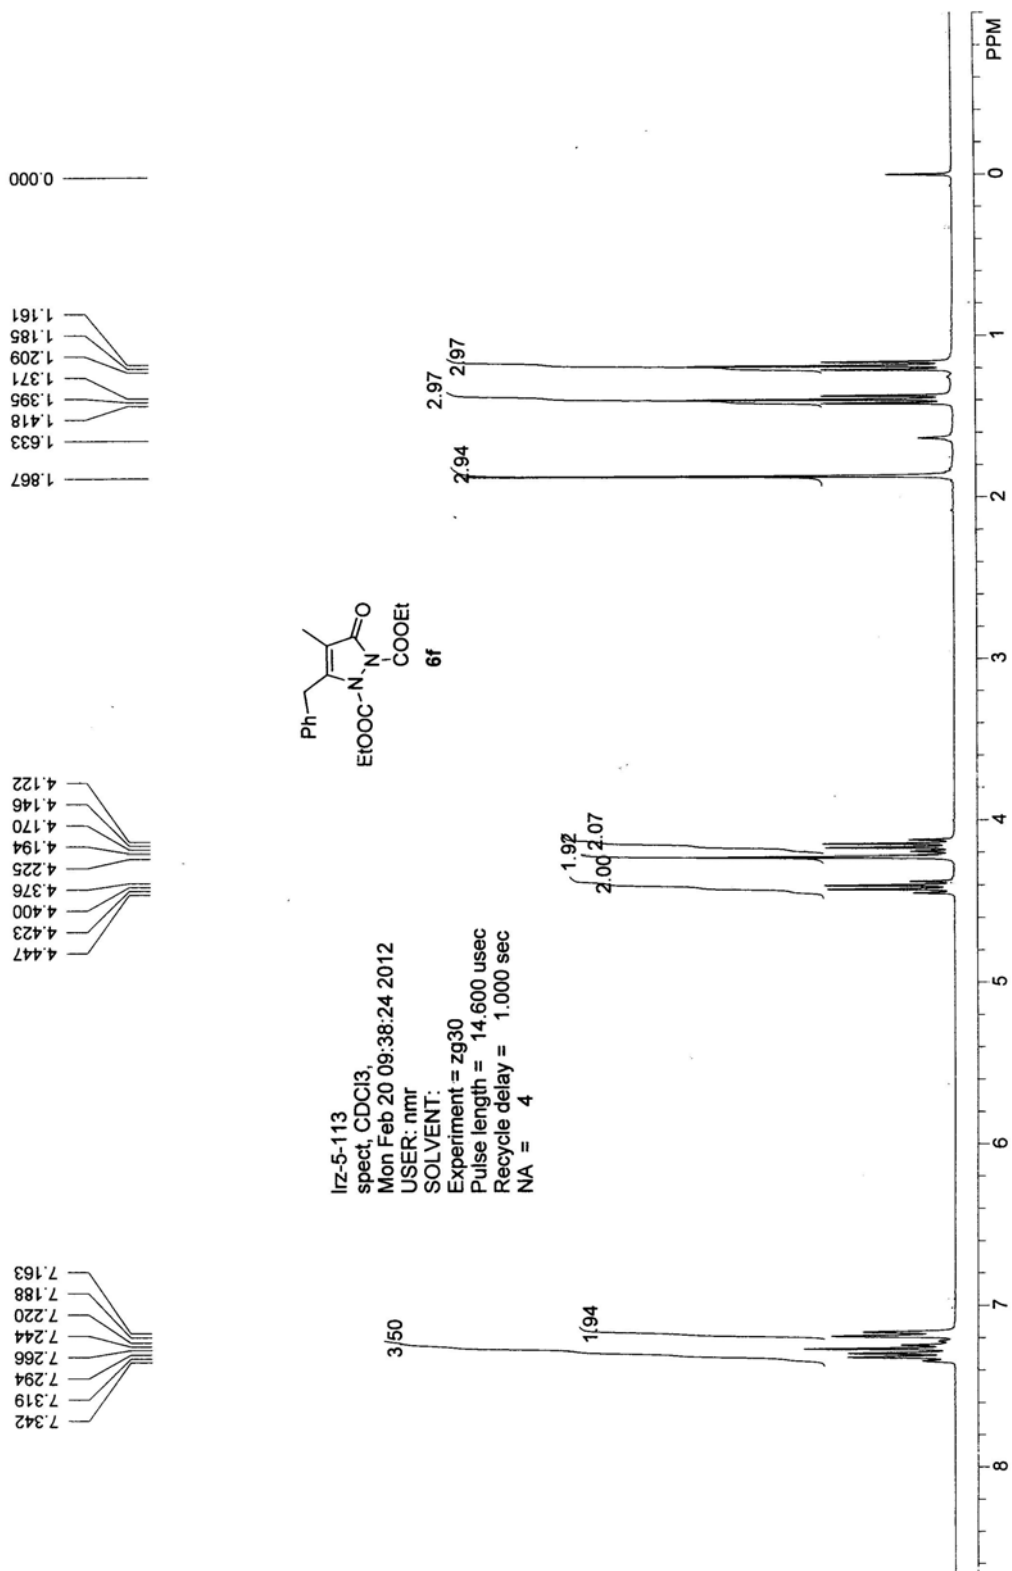 7.342
7.319
7.294
7.266
7.244
7.220
7.188
7.163
4.447
4.423
4.400
4.376
4.225
4.194
4.170
4.146
4.122
1.867
1.633
1.418
1.395
1.371
1.209
1.185
1.161
0.000
lrz-5-113
spect, CDCl3,
Mon Feb 20 09:38:24 2012
USER: nmr
SOLVENT:
Experiment = zg30
Pulse length = 14.600 usec
Recycle delay = 1.000 sec
NA = 4
Ph
O
N
N
EtOOC
COOEt
6f
3.50
1.94
2.00
1.92
2.07
2.94
2.97
2.97
8
7
6
5
4
3
2
1
0
PPM